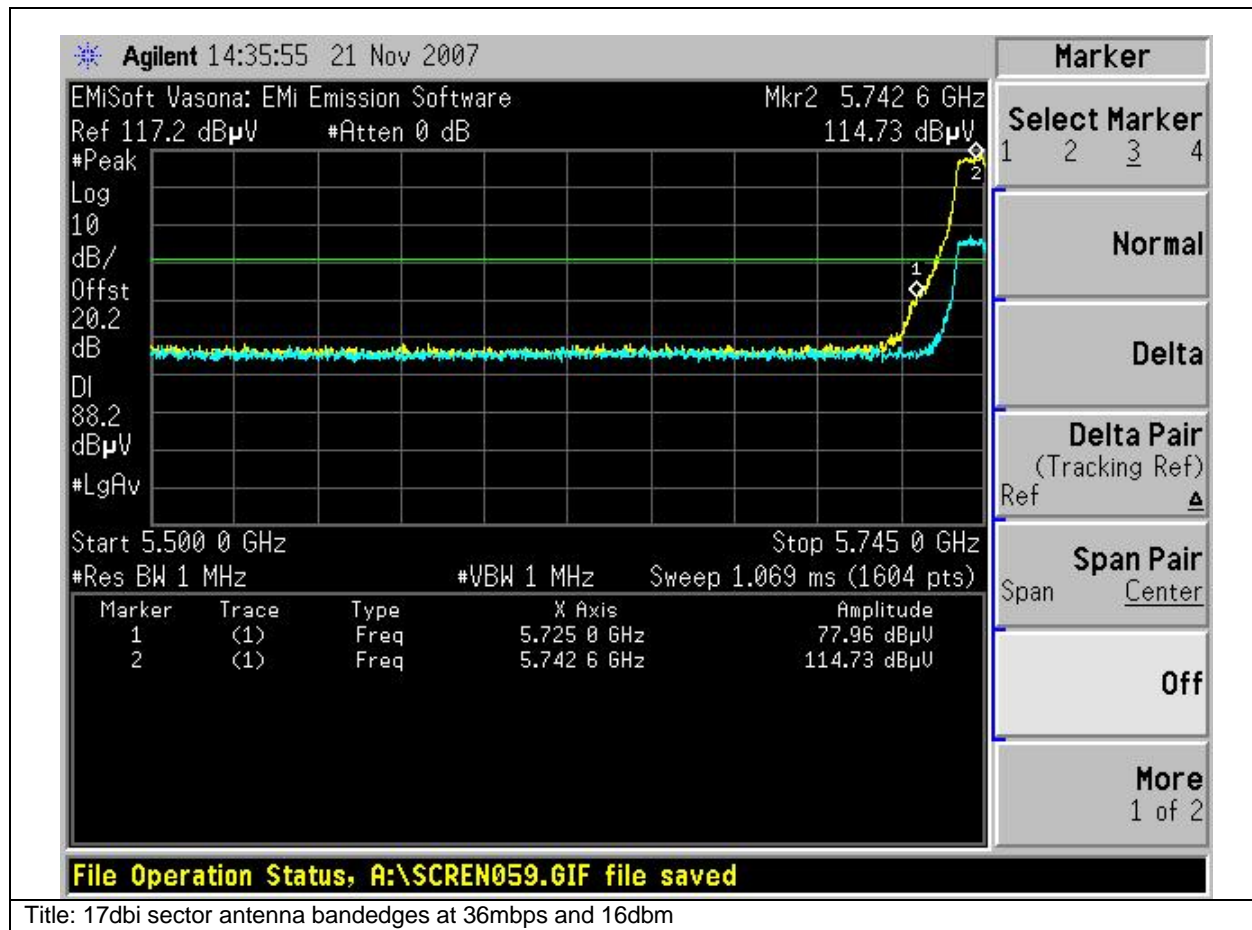 Agilent 14:35:55 21 Nov 2007
Marker
EMiSoft Vasona: EMi Emission Software
Mkr2 5.742 6 GHz
Ref 117.2 dBµV #Atten 0 dB
114.73 dBµV
#Peak
Log
10
dB/
Offst
20.2
dB
DI
88.2
dBµV
#LgAv
1
2
Start 5.500 0 GHz
Stop 5.745 0 GHz
#Res BW 1 MHz #VBW 1 MHz Sweep 1.069 ms (1604 pts)
Marker Trace Type X Axis Amplitude
1 (1) Freq 5.725 0 GHz 77.96 dBµV
2 (1) Freq 5.742 6 GHz 114.73 dBµV
Select Marker
1 2 3 4
Normal
Delta
Delta Pair
(Tracking Ref)
Ref Δ
Span Pair
Span Center
Off
More
1 of 2
File Operation Status, A:\SCREN059.GIF file saved
Title: 17dbi sector antenna bandedges at 36mbps and 16dbm